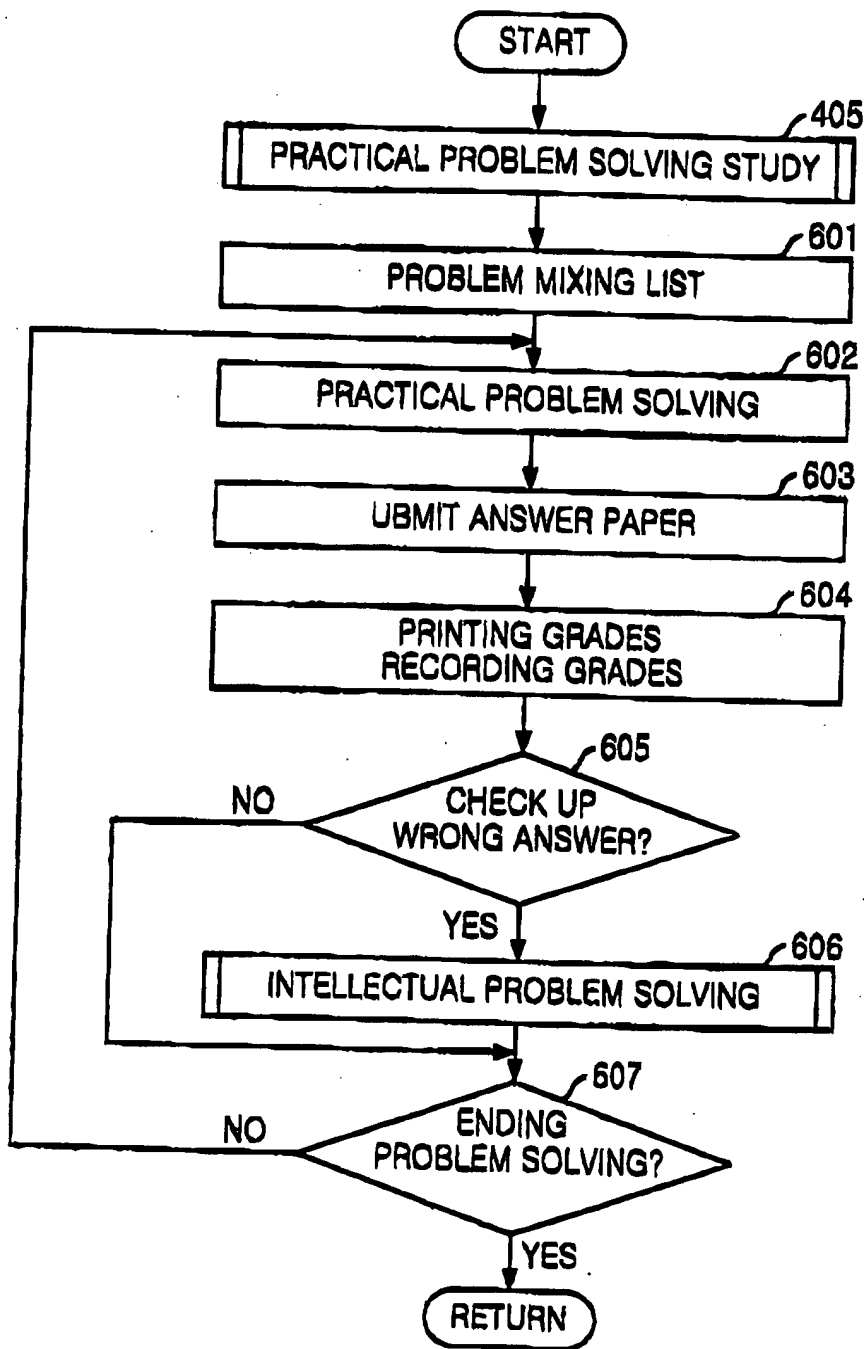 START
405
PRACTICAL PROBLEM SOLVING STUDY
601
PROBLEM MIXING LIST
602
PRACTICAL PROBLEM SOLVING
603
UBMIT ANSWER PAPER
604
PRINTING GRADES
RECORDING GRADES
605
NO
CHECK UP
WRONG ANSWER?
YES
606
INTELLECTUAL PROBLEM SOLVING
607
NO
ENDING
PROBLEM SOLVING?
YES
RETURN